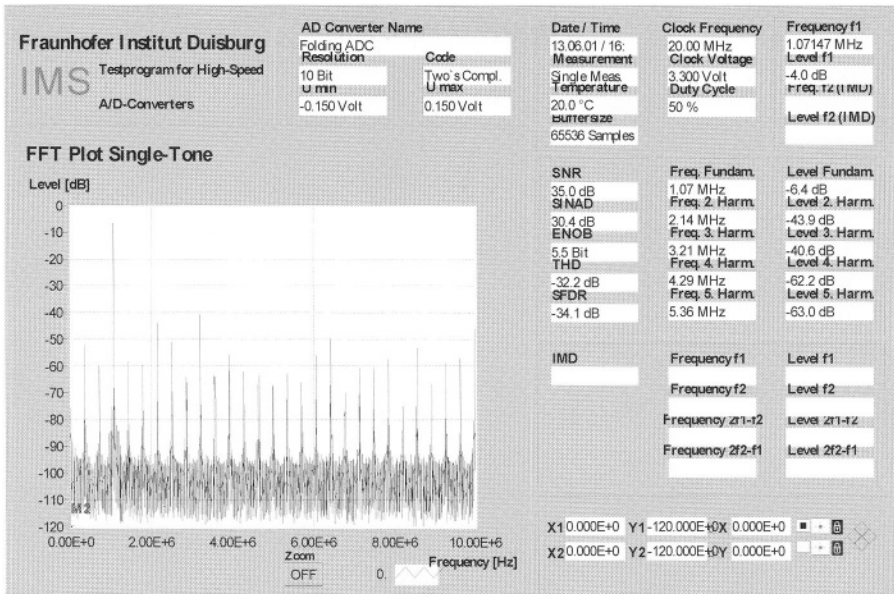 Fraunhofer Institut Duisburg
IMS
Testprogram for High-Speed
A/D-Converters
AD Converter Name
Folding ADC
Resolution
Code
10 Bit
Two's Compl.
U min
U max
-0.150 Volt
0.150 Volt
Date / Time
Clock Frequency
Frequency f1
13.06.01 / 16:
20.00 MHz
1.07147 MHz
Measurement
Clock Voltage
Level f1
Single Meas.
3.300 Volt
-4.0 dB
Temperature
Duty Cycle
Freq. f2 (IMD)
20.0 °C
50 %
Buffersize
Level f2 (IMD)
65536 Samples
FFT Plot Single-Tone
Level [dB]
0
-10
-20
-30
-40
-50
-60
-70
-80
-90
-100
-110
-120
M 2
0.00E+0
2.00E+6
4.00E+6
6.00E+6
8.00E+6
10.00E+6
Zoom
OFF
0.
Frequency [Hz]
SNR
Freq. Fundam.
Level Fundam.
35.0 dB
1.07 MHz
-6.4 dB
SINAD
Freq. 2. Harm.
Level 2. Harm.
30.4 dB
2.14 MHz
-43.9 dB
ENOB
Freq. 3. Harm.
Level 3. Harm.
5.5 Bit
3.21 MHz
-40.6 dB
THD
Freq. 4. Harm.
Level 4. Harm.
-32.2 dB
4.29 MHz
-62.2 dB
SFDR
Freq. 5. Harm.
Level 5. Harm.
-34.1 dB
5.36 MHz
-63.0 dB
IMD
Frequency f1
Level f1
Frequency f2
Level f2
Frequency 2f1-f2
Level 2f1-f2
Frequency 2f2-f1
Level 2f2-f1
X1 0.000E+0 Y1 -120.000E+0 X 0.000E+0
X2 0.000E+0 Y2 -120.000E+0 Y 0.000E+0